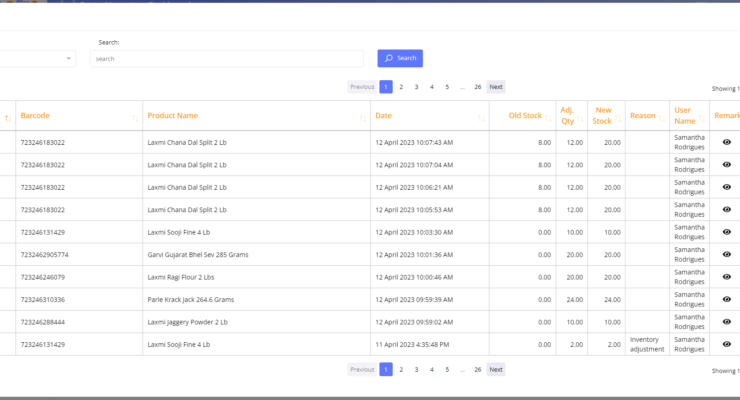 Search:
search
Search
Previous 1 2 3 4 5 ... 26 Next
Showing 1
Barcode Product Name Date Old Stock Adj. Qty New Stock Reason User Name Remark
723246183022 Laxmi Chana Dal Split 2 Lb 12 April 2023 10:07:43 AM 8.00 12.00 20.00 Samantha Rodrigues
723246183022 Laxmi Chana Dal Split 2 Lb 12 April 2023 10:07:04 AM 8.00 12.00 20.00 Samantha Rodrigues
723246183022 Laxmi Chana Dal Split 2 Lb 12 April 2023 10:06:21 AM 8.00 12.00 20.00 Samantha Rodrigues
723246183022 Laxmi Chana Dal Split 2 Lb 12 April 2023 10:05:53 AM 8.00 12.00 20.00 Samantha Rodrigues
723246131429 Laxmi Sooji Fine 4 Lb 12 April 2023 10:03:30 AM 0.00 10.00 10.00 Samantha Rodrigues
7232462905774 Garvi Gujarat Bhel Sev 285 Grams 12 April 2023 10:01:36 AM 0.00 20.00 20.00 Samantha Rodrigues
723246246079 Laxmi Ragi Flour 2 Lbs 12 April 2023 10:00:46 AM 0.00 20.00 20.00 Samantha Rodrigues
723246310336 Parle Krack Jack 264.6 Grams 12 April 2023 09:59:39 AM 0.00 24.00 24.00 Samantha Rodrigues
723246288444 Laxmi Jaggery Powder 2 Lb 12 April 2023 09:59:02 AM 0.00 10.00 10.00 Samantha Rodrigues
723246131429 Laxmi Sooji Fine 4 Lb 11 April 2023 4:35:48 PM 0.00 2.00 2.00 Inventory adjustment Samantha Rodrigues
Previous 1 2 3 4 5 ... 26 Next
Showing 1